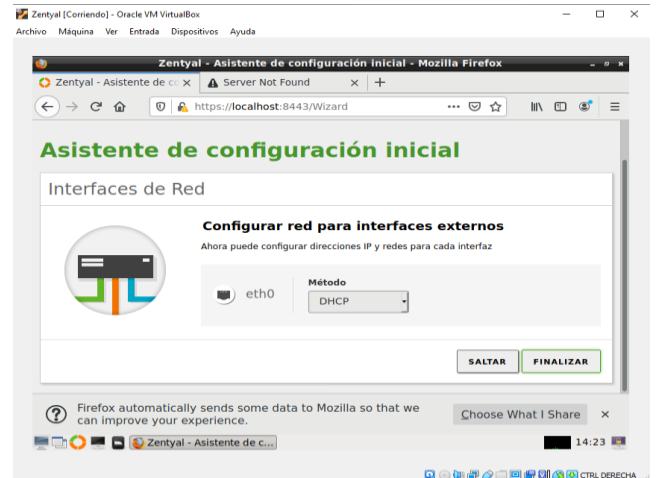 Zentyal [Corriendo] - Oracle VM VirtualBox
Archivo Máquina Ver Entrada Dispositivos Ayuda
Zentyal - Asistente de configuración inicial - Mozilla Firefox
Zentyal - Asistente de co
Server Not Found
https://localhost:8443/Wizard
Asistente de configuración inicial
Interfaces de Red
Configurar red para interfaces externos
Ahora puede configurar direcciones IP y redes para cada interfaz
eth0
Método
DHCP
SALTAR FINALIZAR
Firefox automatically sends some data to Mozilla so that we
can improve your experience.
Choose What I Share
Zentyal - Asistente de c...
14:23
CTRL DERECHA